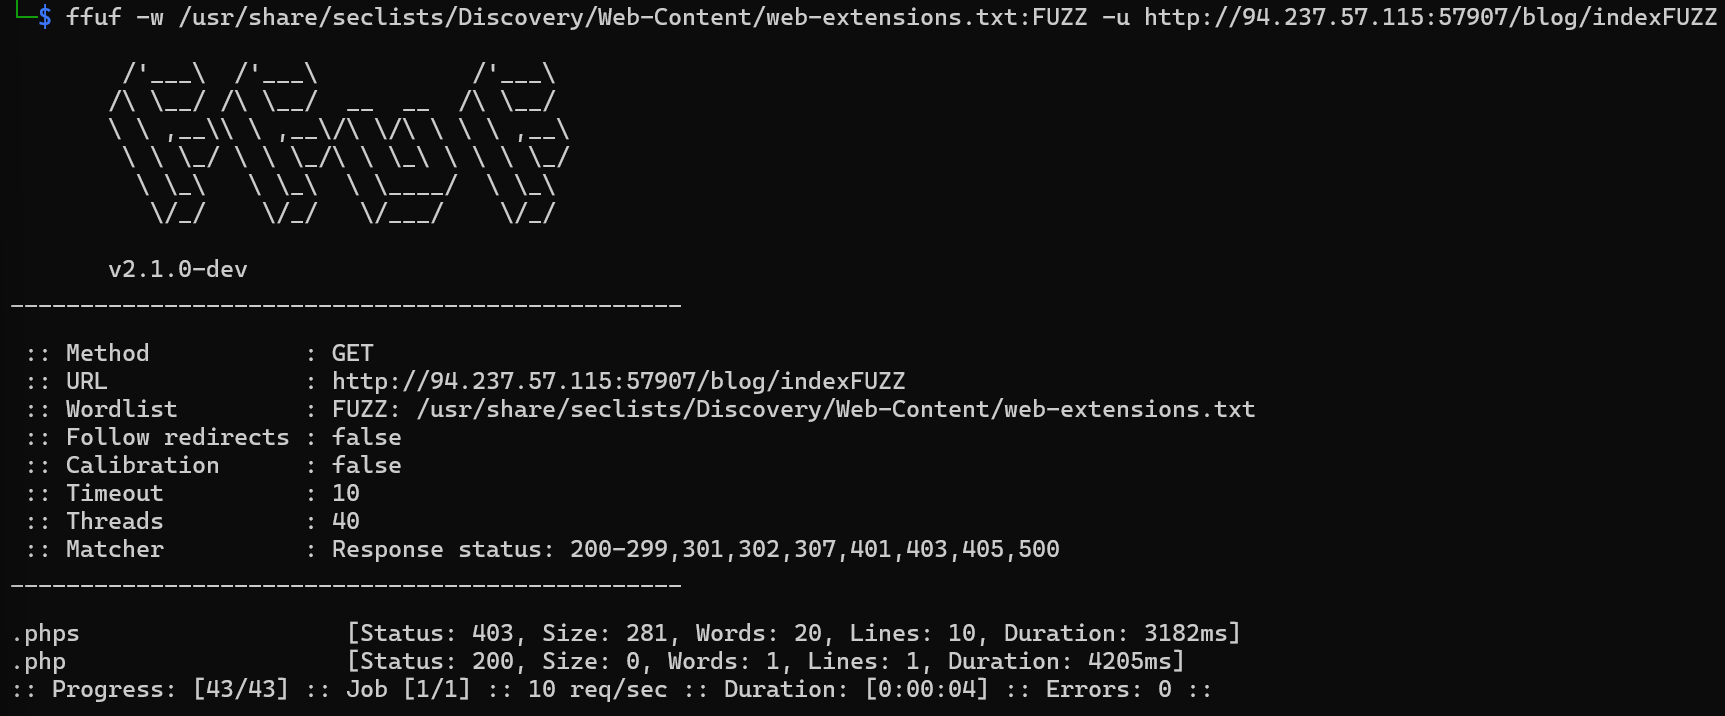 └─$ ffuf -w /usr/share/seclists/Discovery/Web-Content/web-extensions.txt:FUZZ -u http://94.237.57.115:57907/blog/indexFUZZ

        /'___\  /'___\           /'___\
       /\ \__/ /\ \__/  __  __  /\ \__/
       \ \ ,__\\ \ ,__\/\ \/\ \ \ \ ,__\
        \ \ \_/ \ \ \_/\ \ \_\ \ \ \ \_/
         \ \_\   \ \_\  \ \____/  \ \_\
          \/_/    \/_/   \/___/    \/_/

       v2.1.0-dev
________________________________________________

 :: Method           : GET
 :: URL              : http://94.237.57.115:57907/blog/indexFUZZ
 :: Wordlist         : FUZZ: /usr/share/seclists/Discovery/Web-Content/web-extensions.txt
 :: Follow redirects : false
 :: Calibration      : false
 :: Timeout          : 10
 :: Threads          : 40
 :: Matcher          : Response status: 200-299,301,302,307,401,403,405,500
________________________________________________

.phps                   [Status: 403, Size: 281, Words: 20, Lines: 10, Duration: 3182ms]
.php                    [Status: 200, Size: 0, Words: 1, Lines: 1, Duration: 4205ms]
:: Progress: [43/43] :: Job [1/1] :: 10 req/sec :: Duration: [0:00:04] :: Errors: 0 ::